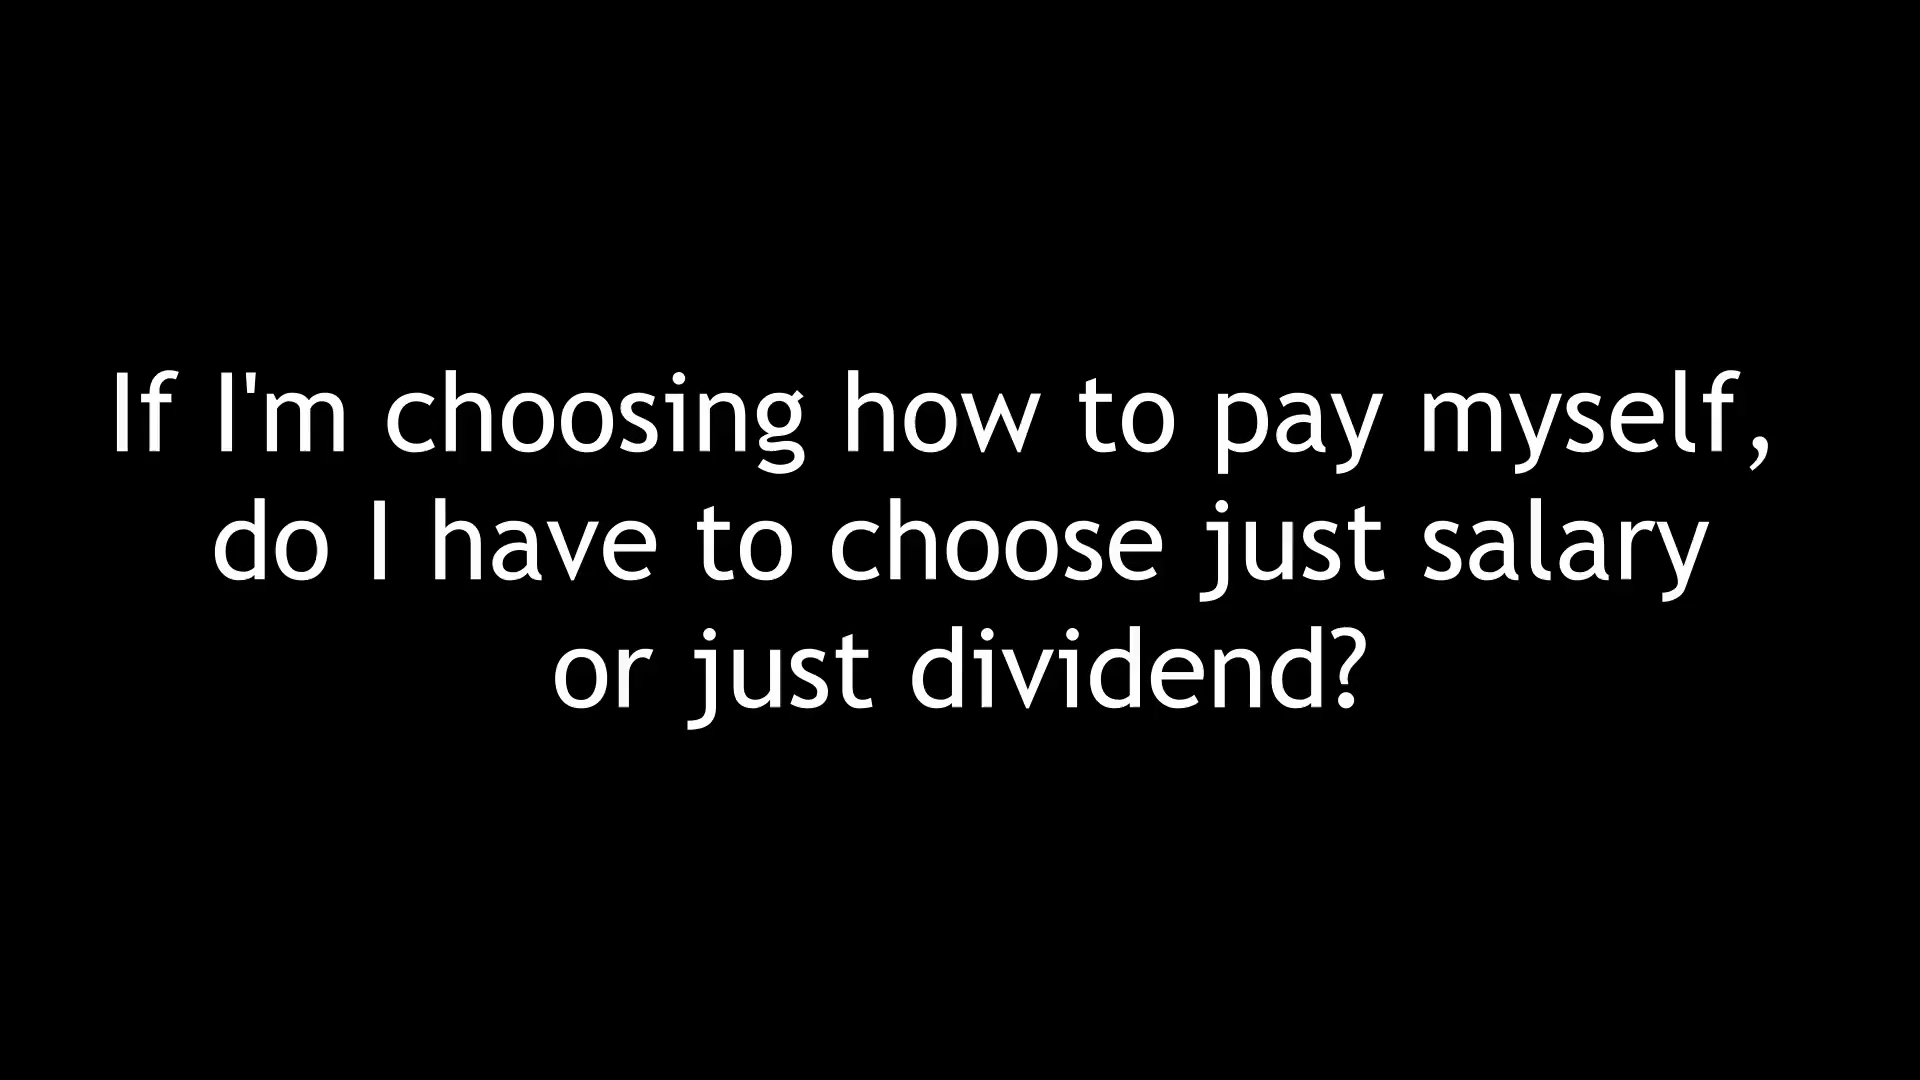 If I'm choosing how to pay myself,
do I have to choose just salary
or just dividend?